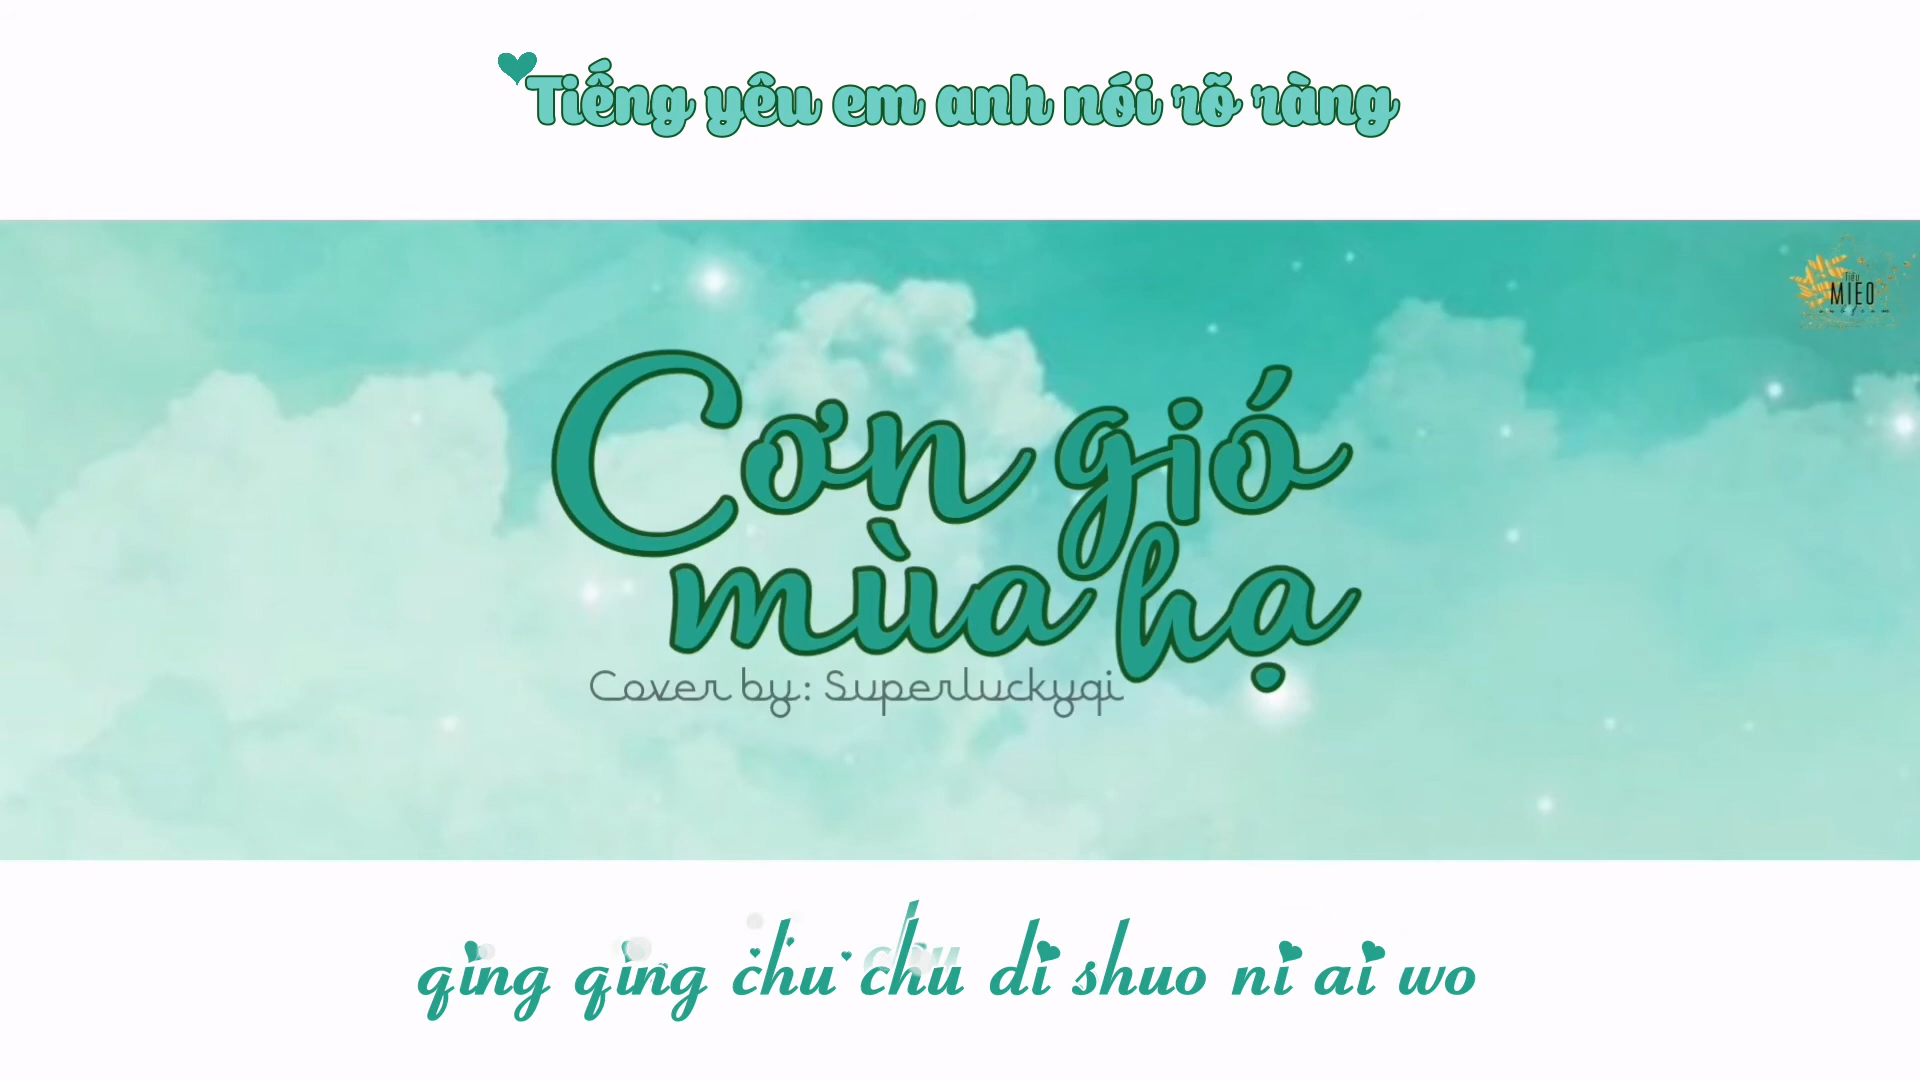 Tiếng yêu em anh nói rõ ràng
Tiểu
MIEO
Cơn gió
mùa hạ
Cover by: Superluckyqi
qing qing chu chu di shuo ni ai wo